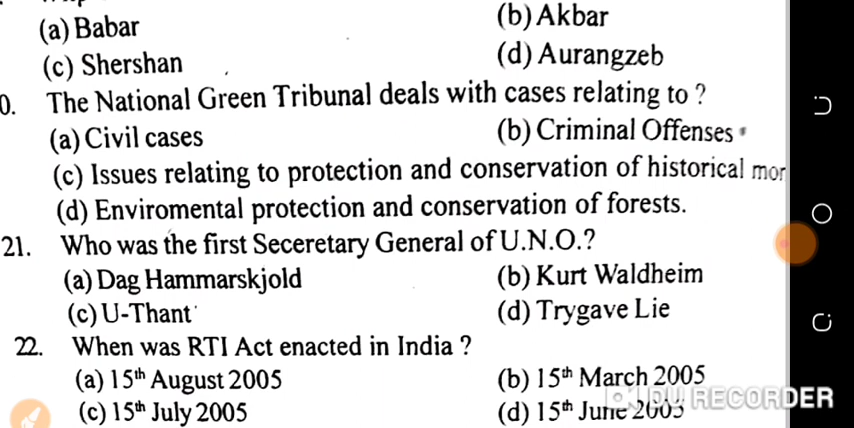 (a) Babar (b) Akbar
(c) Shershan (d) Aurangzeb
0. The National Green Tribunal deals with cases relating to ?
(a) Civil cases (b) Criminal Offenses
(c) Issues relating to protection and conservation of historical mor
(d) Enviromental protection and conservation of forests.
21. Who was the first Seceretary General of U.N.O.?
(a) Dag Hammarskjold (b) Kurt Waldheim
(c) U-Thant (d) Trygave Lie
22. When was RTI Act enacted in India ?
(a) 15th August 2005 (b) 15th March 2005
(c) 15th July 2005 (d) 15th June 2005
DU RECORDER